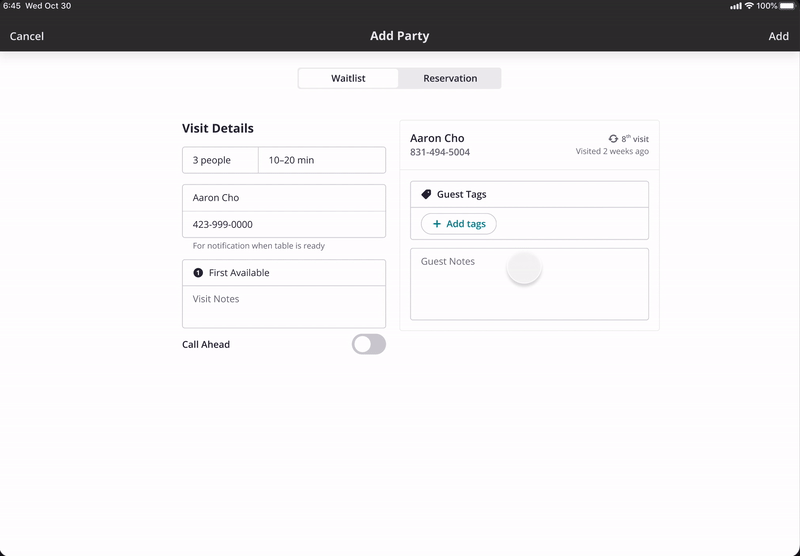 6:45 Wed Oct 30
100%
Cancel
Add Party
Add
Waitlist
Reservation
Visit Details
3 people
10–20 min
Aaron Cho
423-999-0000
For notification when table is ready
1 First Available
Visit Notes
Call Ahead
Aaron Cho
8th visit
831-494-5004
Visited 2 weeks ago
Guest Tags
+ Add tags
Guest Notes